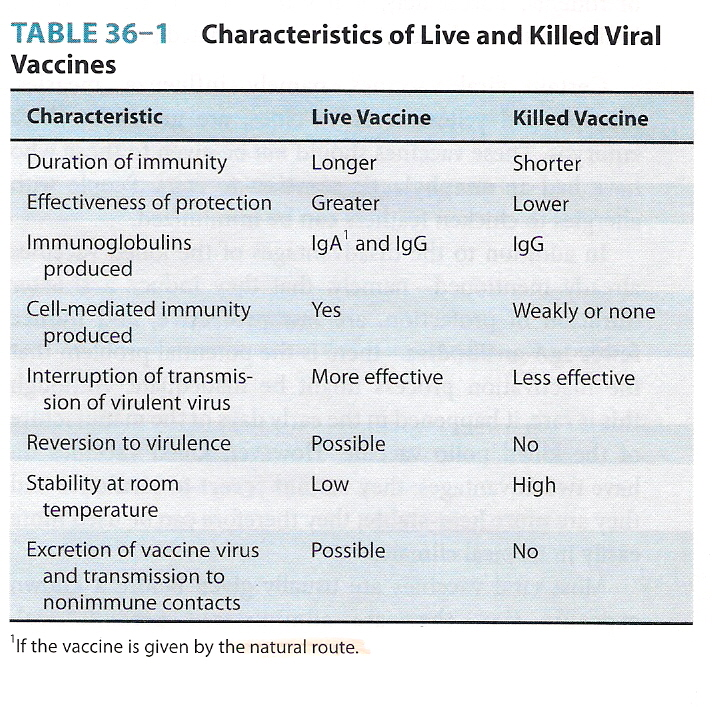 TABLE 36–1 Characteristics of Live and Killed Viral
Vaccines
Characteristic Live Vaccine Killed Vaccine
Duration of immunity Longer Shorter
Effectiveness of protection Greater Lower
Immunoglobulins produced IgA¹ and IgG IgG
Cell-mediated immunity produced Yes Weakly or none
Interruption of transmis-
sion of virulent virus More effective Less effective
Reversion to virulence Possible No
Stability at room temperature Low High
Excretion of vaccine virus and transmission to nonimmune contacts Possible No
¹If the vaccine is given by the natural route.